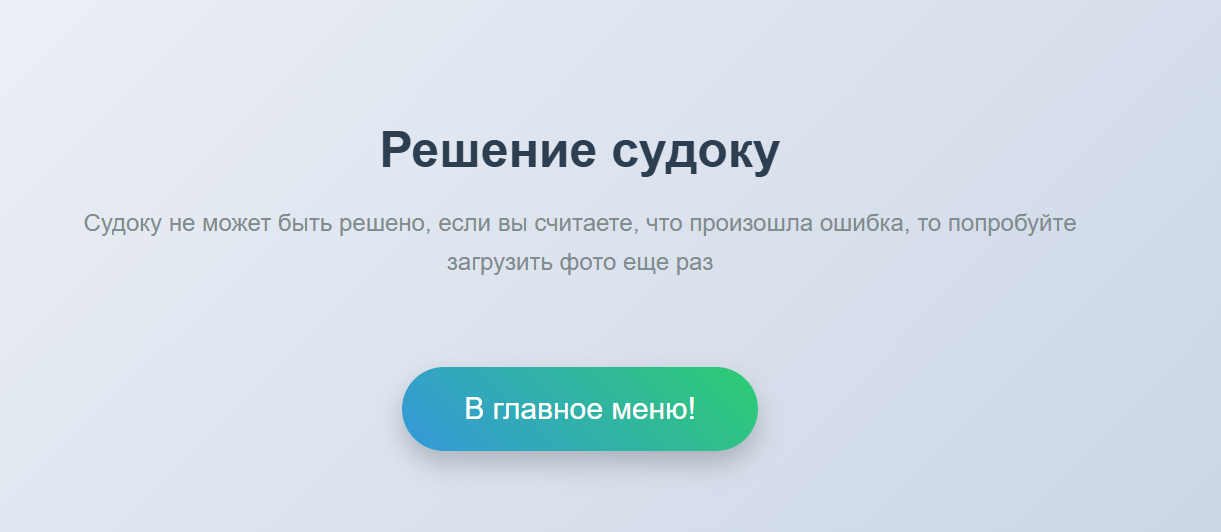 Решение судоку
Судоку не может быть решено, если вы считаете, что произошла ошибка, то попробуйте
загрузить фото еще раз
В главное меню!